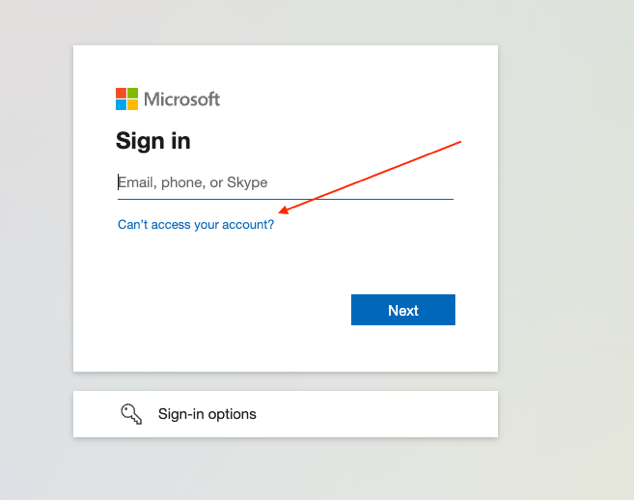 Microsoft
Sign in
Email, phone, or Skype
Can't access your account?
Next
Sign-in options